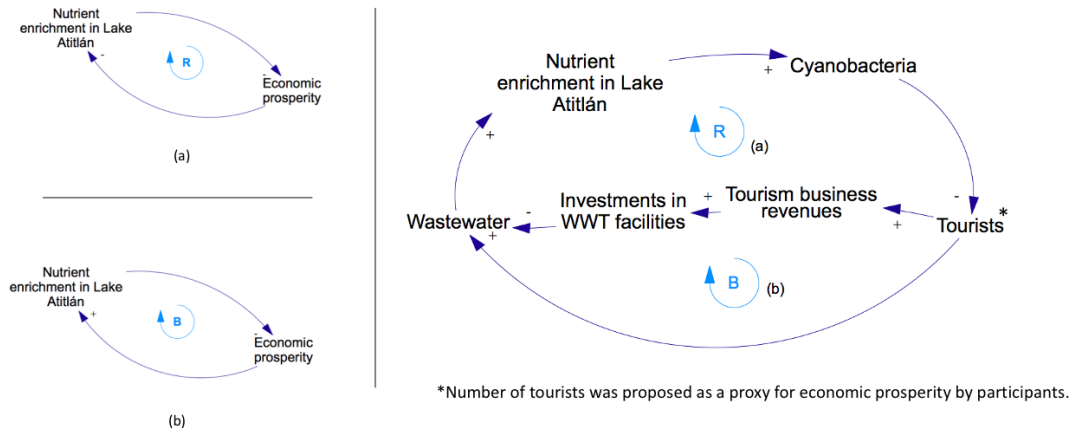 Nutrient
enrichment in Lake
Atitlán
-
R
-
Economic
prosperity
(a)
Nutrient
enrichment in Lake
Atitlán
+
B
-
Economic
prosperity
(b)
Nutrient
enrichment in Lake
Atitlán
+
Cyanobacteria
+
R
(a)
Investments in
WWT facilities
+
Tourism business
revenues
-
Wastewater
-
+
+
Tourists*
B
(b)
*Number of tourists was proposed as a proxy for economic prosperity by participants.